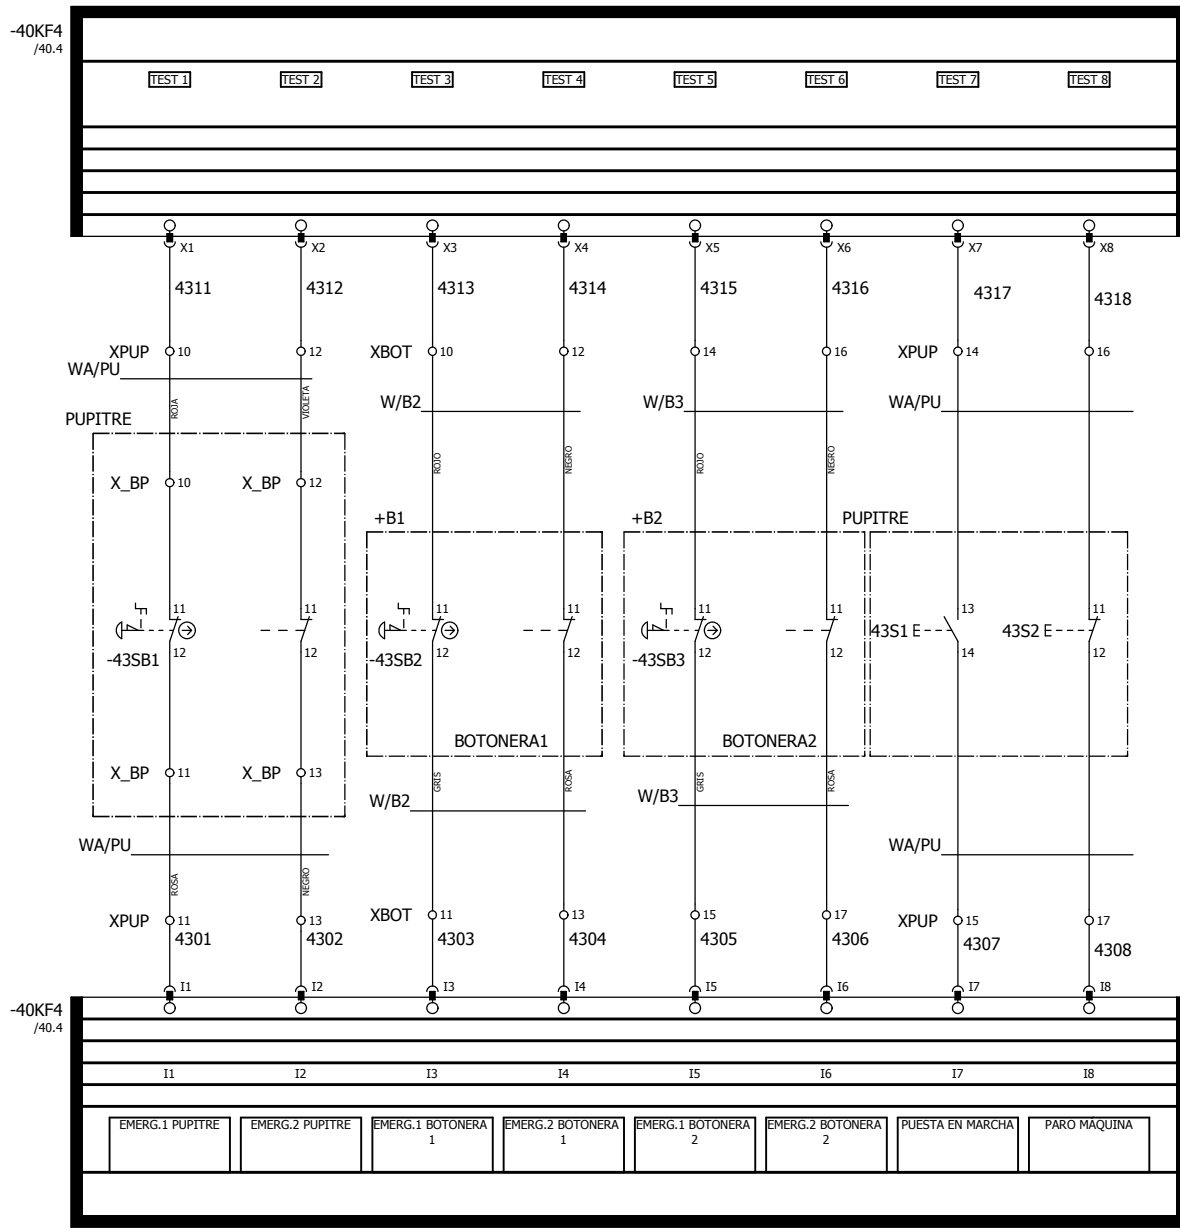 -40KF4
/40.4
TEST 1 TEST 2 TEST 3 TEST 4 TEST 5 TEST 6 TEST 7 TEST 8
X1 X2 X3 X4 X5 X6 X7 X8
4311 4312 4313 4314 4315 4316 4317 4318
XPUP 10 12 XBOT 10 12 14 16 XPUP 14 16
WA/PU
ROJA VIOLETA
W/B2 W/B3 WA/PU
PUPITRE
ROJO NEGRO ROJO NEGRO
X_BP 10 X_BP 12
+B1 +B2 PUPITRE
11 11 11 11 11 11 13 11
43S1 E 43S2 E
12 12 12 12 12 12 14 12
-43SB1 -43SB2 -43SB3
BOTONERA1 BOTONERA2
X_BP 11 X_BP 13
GRIS ROSA GRIS ROSA
W/B2 W/B3
WA/PU WA/PU
ROSA NEGRO
XPUP 11 13 XBOT 11 13 15 17 XPUP 15 17
4301 4302 4303 4304 4305 4306 4307 4308
I1 I2 I3 I4 I5 I6 I7 I8
-40KF4
/40.4
I1 I2 I3 I4 I5 I6 I7 I8
EMERG.1 PUPITRE EMERG.2 PUPITRE EMERG.1 BOTONERA EMERG.2 BOTONERA EMERG.1 BOTONERA EMERG.2 BOTONERA PUESTA EN MARCHA PARO MÁQUINA
1 1 2 2